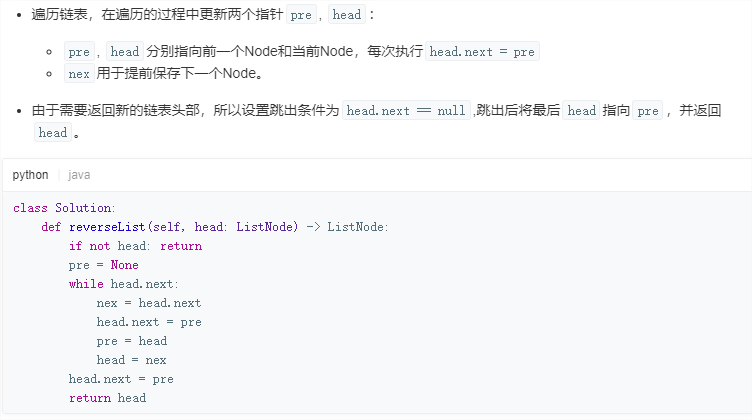 遍历链表，在遍历的过程中更新两个指针 pre , head :
pre , head 分别指向前一个Node和当前Node，每次执行 head.next = pre
nex 用于提前保存下一个Node。
由于需要返回新的链表头部，所以设置跳出条件为 head.next == null ,跳出后将最后 head 指向 pre ，并返回
head 。
python java
class Solution:
    def reverseList(self, head: ListNode) -> ListNode:
        if not head: return
        pre = None
        while head.next:
            nex = head.next
            head.next = pre
            pre = head
            head = nex
        head.next = pre
        return head